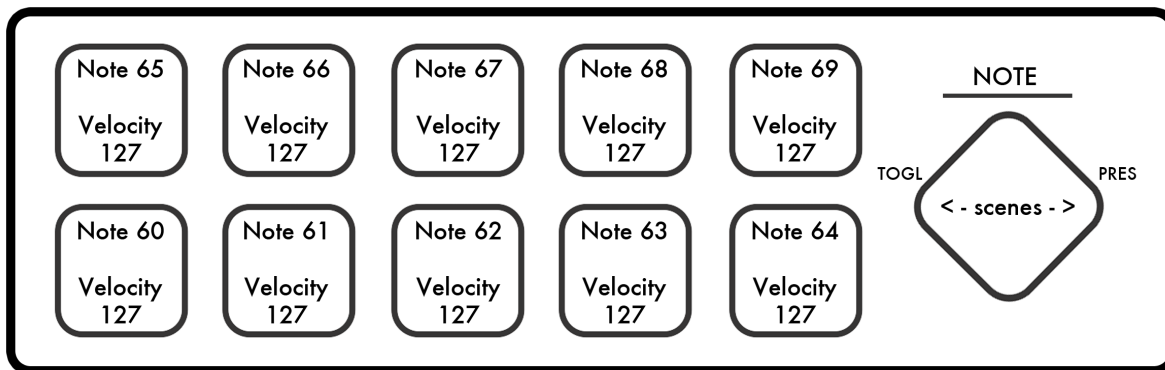 Note 65
Velocity
127
Note 66
Velocity
127
Note 67
Velocity
127
Note 68
Velocity
127
Note 69
Velocity
127
NOTE
TOGL
PRES
< - scenes - >
Note 60
Velocity
127
Note 61
Velocity
127
Note 62
Velocity
127
Note 63
Velocity
127
Note 64
Velocity
127